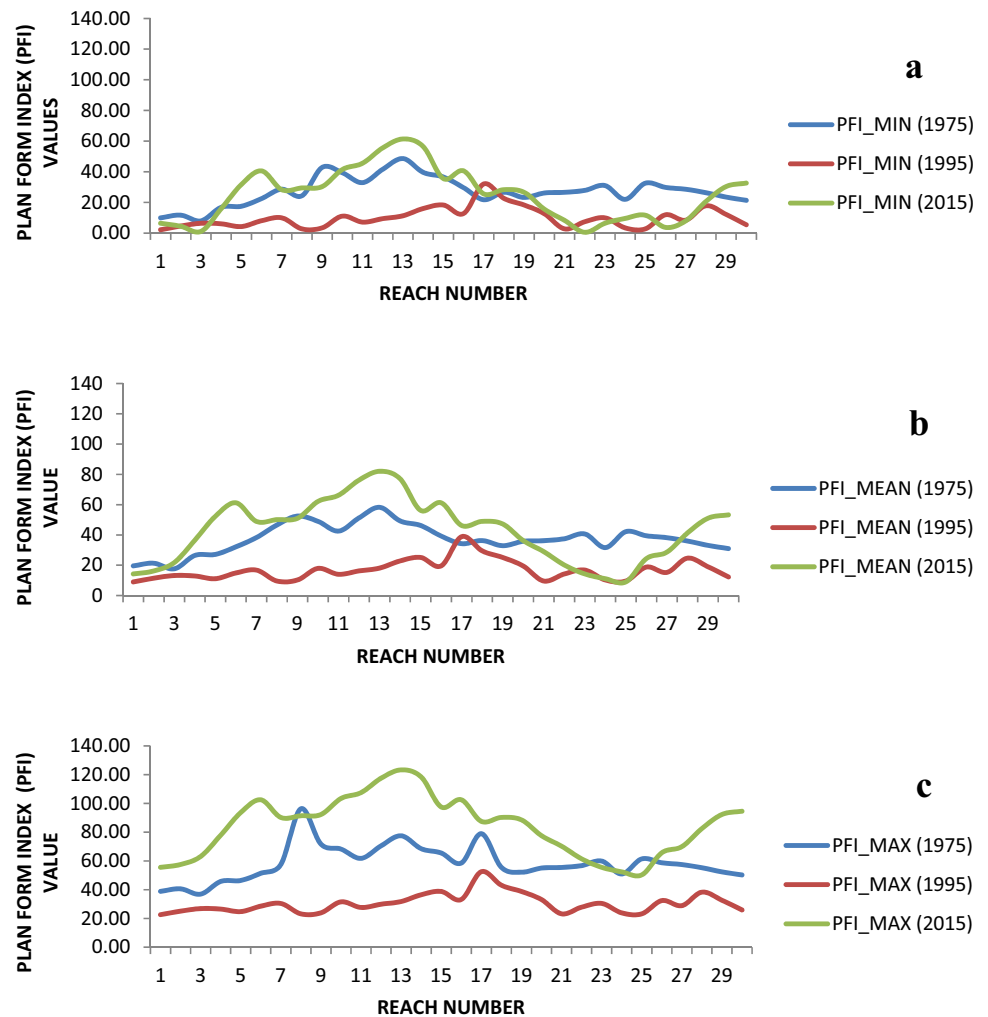 PLAN FORM INDEX (PFI)
VALUES
140.00
120.00
100.00
80.00
60.00
40.00
20.00
0.00
1 3 5 7 9 11 13 15 17 19 21 23 25 27 29
REACH NUMBER
a
PFI_MIN (1975)
PFI_MIN (1995)
PFI_MIN (2015)
PLAN FORM INDEX (PFI)
VALUE
140
120
100
80
60
40
20
0
1 3 5 7 9 11 13 15 17 19 21 23 25 27 29
REACH NUMBER
b
PFI_MEAN (1975)
PFI_MEAN (1995)
PFI_MEAN (2015)
PLAN FORM INDEX (PFI)
VALUE
140.00
120.00
100.00
80.00
60.00
40.00
20.00
0.00
1 3 5 7 9 11 13 15 17 19 21 23 25 27 29
REACH NUMBER
c
PFI_MAX (1975)
PFI_MAX (1995)
PFI_MAX (2015)